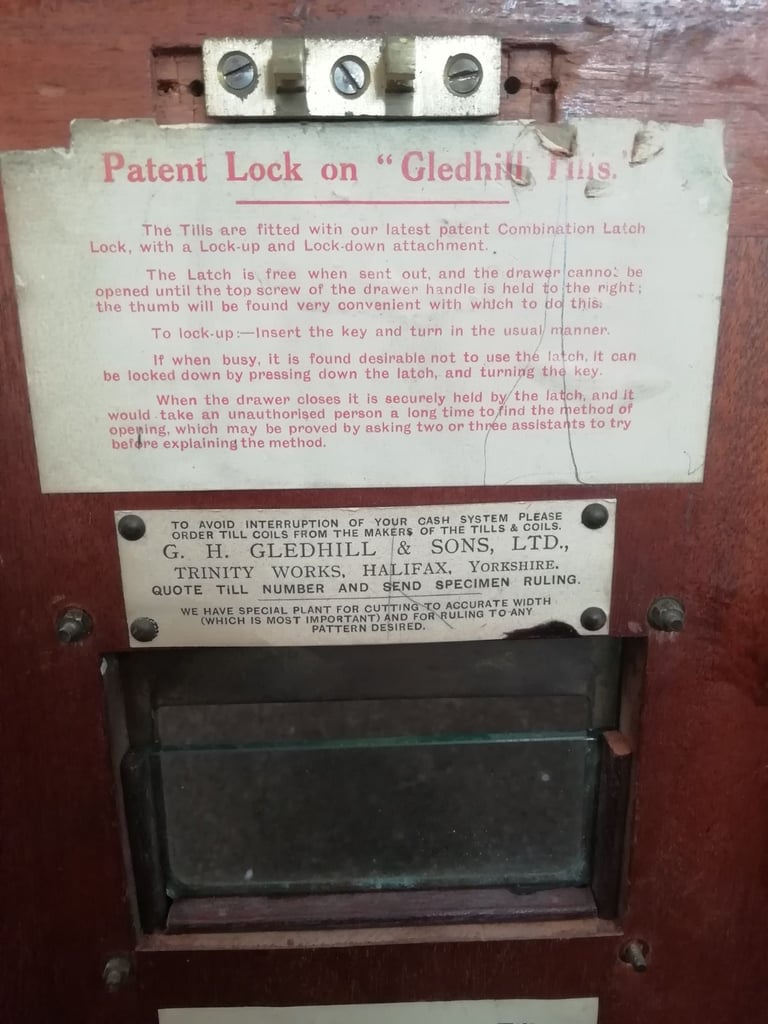 Patent Lock on "Gledhill Tills."
The Tills are fitted with our latest patent Combination Latch
Lock, with a Lock-up and Lock-down attachment.
The Latch is free when sent out, and the drawer cannot be
opened until the top screw of the drawer handle is held to the right;
the thumb will be found very convenient with which to do this.
To lock-up:—Insert the key and turn in the usual manner.
If when busy, it is found desirable not to use the latch, it can
be locked down by pressing down the latch, and turning the key.
When the drawer closes it is securely held by the latch, and it
would take an unauthorised person a long time to find the method of
opening, which may be proved by asking two or three assistants to try
before explaining the method.
TO AVOID INTERRUPTION OF YOUR CASH SYSTEM PLEASE
ORDER TILL COILS FROM THE MAKERS OF THE TILLS & COILS.
G. H. GLEDHILL & SONS, LTD.,
TRINITY WORKS, HALIFAX, YORKSHIRE.
QUOTE TILL NUMBER AND SEND SPECIMEN RULING.
WE HAVE SPECIAL PLANT FOR CUTTING TO ACCURATE WIDTH
(WHICH IS MOST IMPORTANT) AND FOR RULING TO ANY
PATTERN DESIRED.